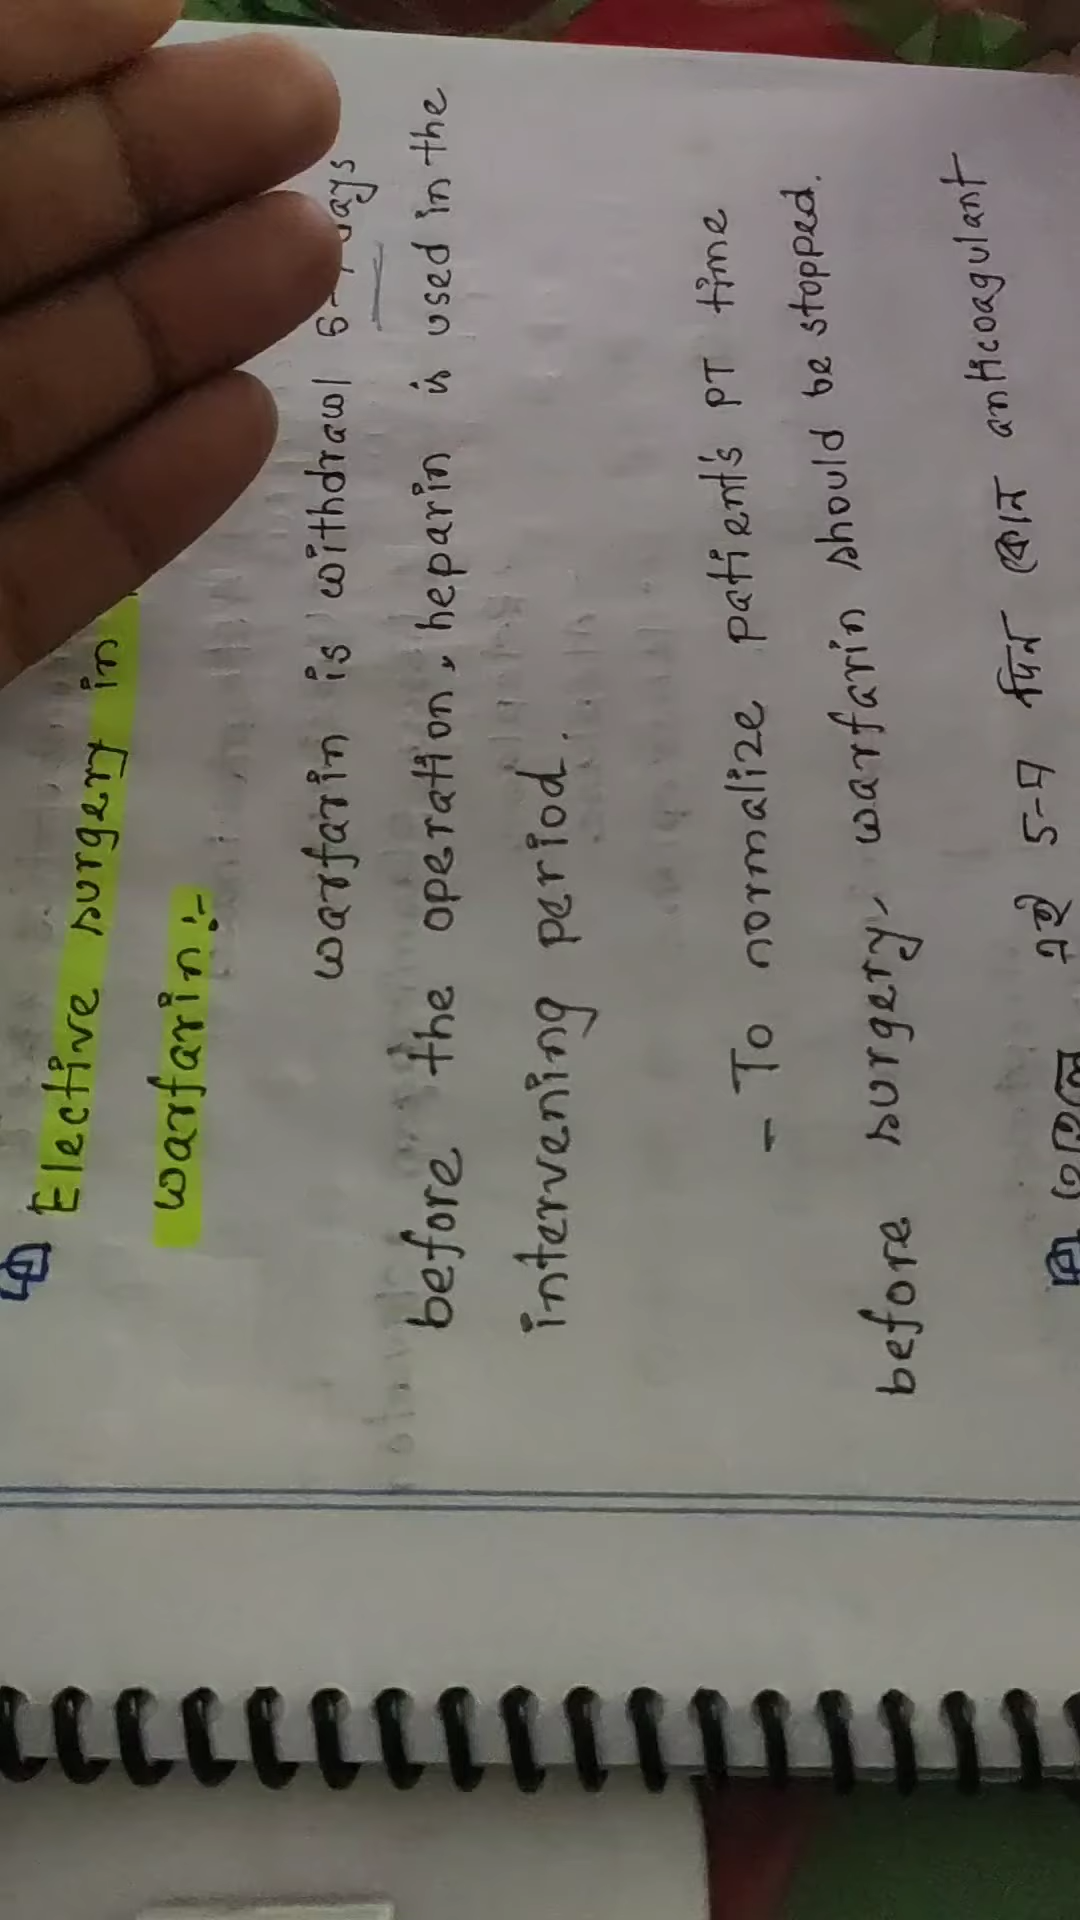 Elective surgery in
warfarin :-
warfarin is withdrawl
before the operation, heparin is used in the
intervening period.
- To normalize patient's PT time
before surgery, warfarin should be stopped.
এই 5-7 দিন কোন anticoagulant